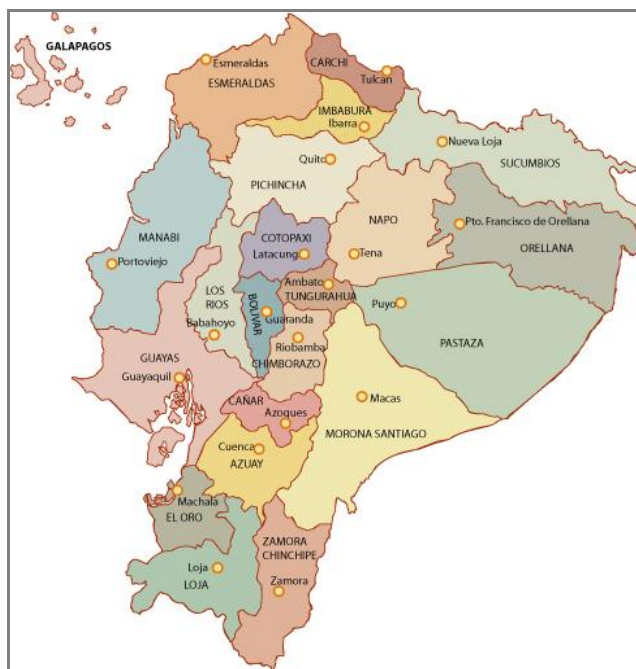 GALAPAGOS
Esmeraldas
ESMERALDAS
CARCHI
Tulcan
IMBABURA
Ibarra
Nueva Loja
SUCUMBIOS
Quito
PICHINCHA
NAPO
Pto. Francisco de Orellana
ORELLANA
MANABI
Portoviejo
COTOPAXI
Latacung
Tena
LOS
RIOS
Babahoyo
BOLIVAR
Guaranda
Ambato
TUNGURAHUA
Puyo
PASTAZA
Riobamba
CHIMBORAZO
GUAYAS
Guayaquil
CAÑAR
Azoques
Macas
MORONA SANTIAGO
Cuenca
AZUAY
Machala
EL ORO
ZAMORA
CHINCHIPE
Zamora
Loja
LOJA